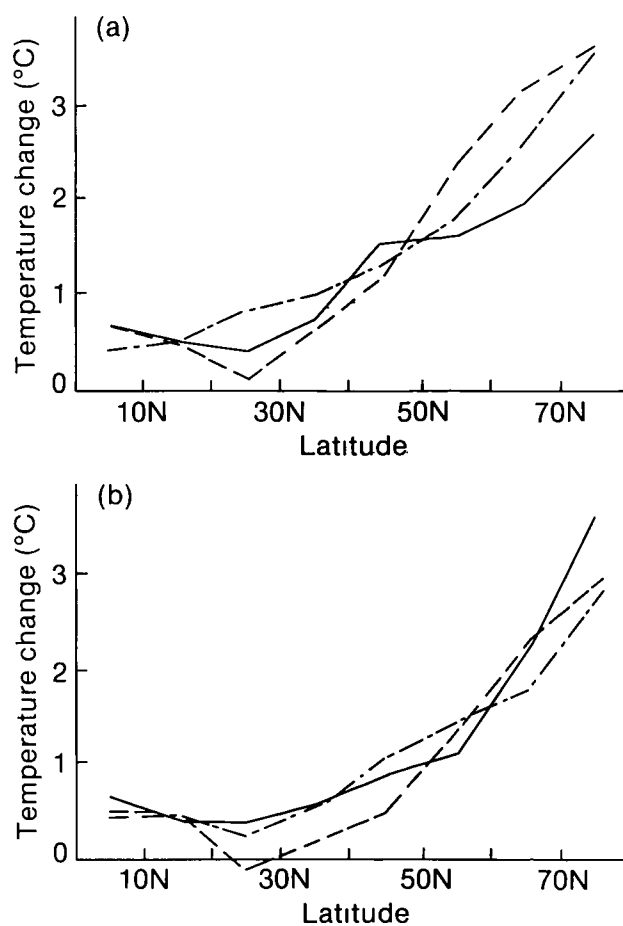 (a)
Temperature change (°C)
3
2
1
0
10N 30N 50N 70N
Latitude
(b)
Temperature change (°C)
3
2
1
0
10N 30N 50N 70N
Latitude